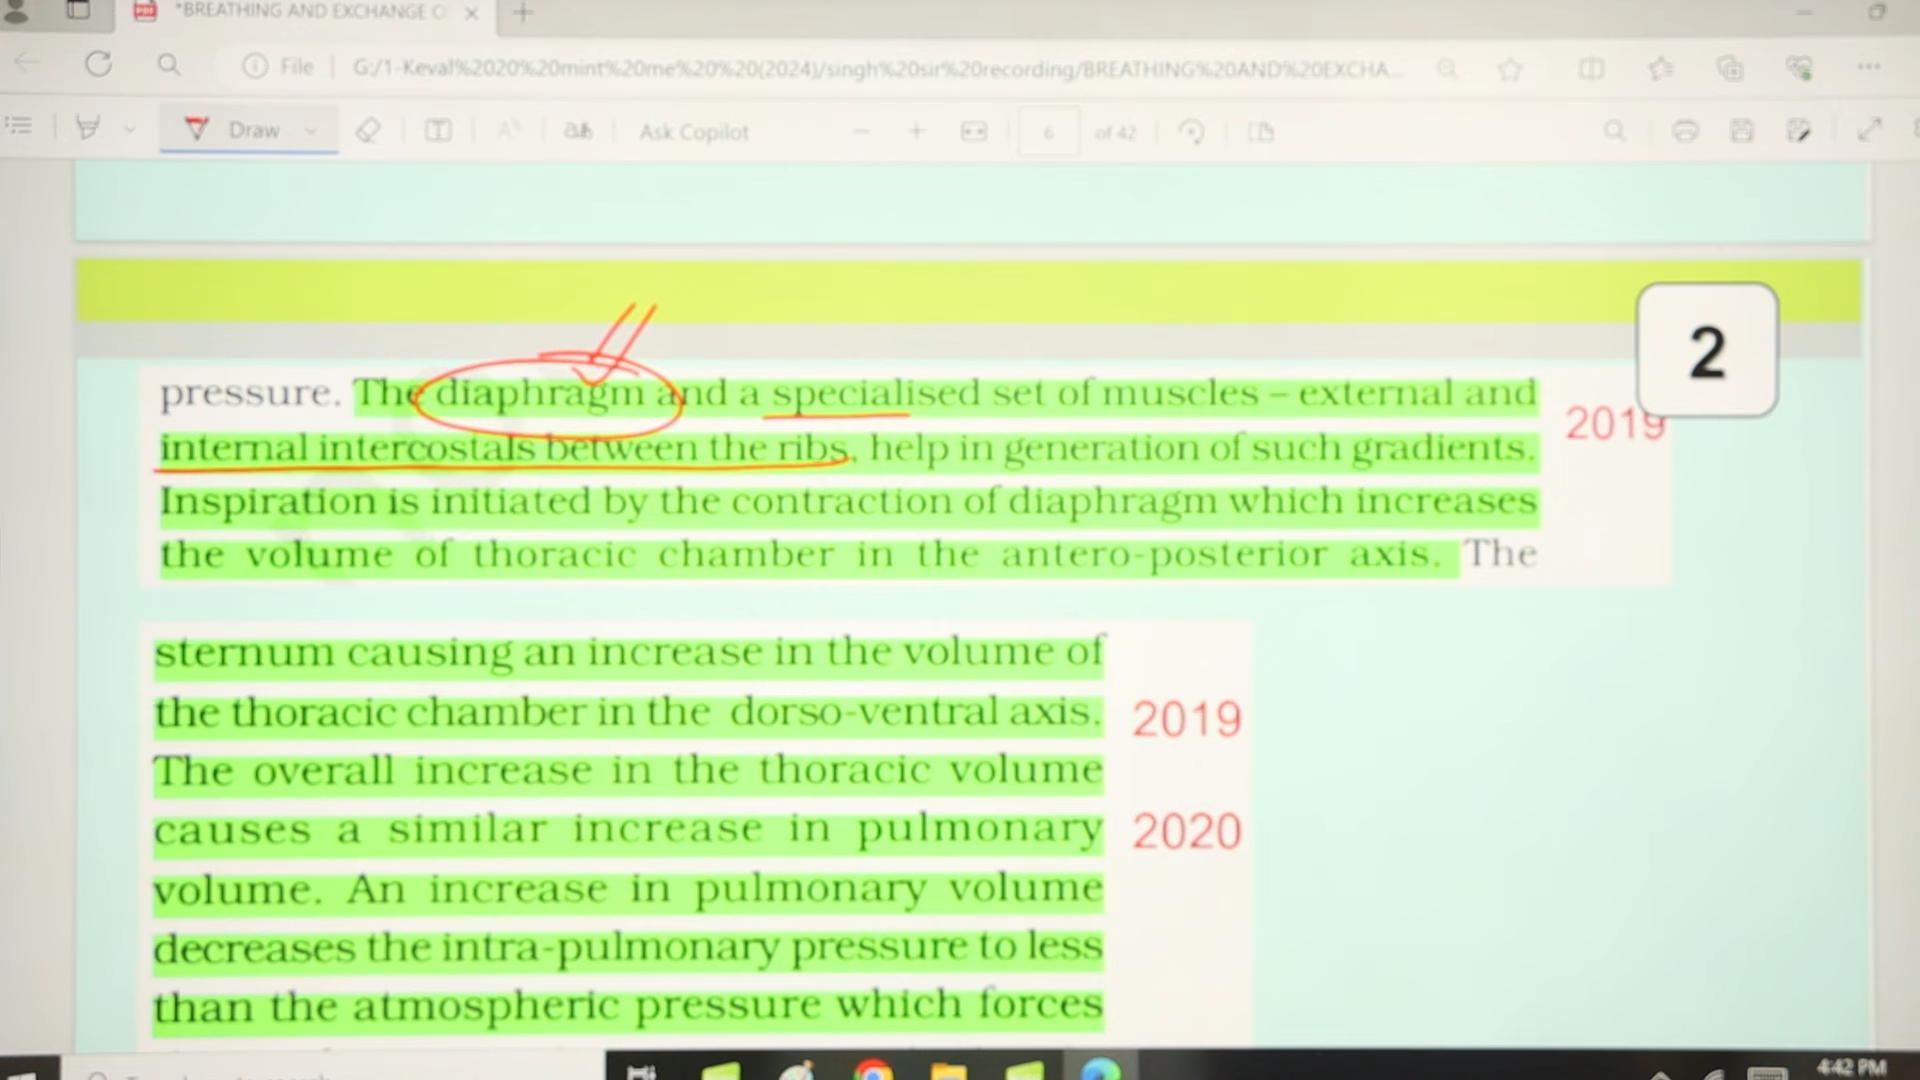 *BREATHING AND EXCHANGE O
File
G:/1-Keval%2020%20mint%20me%20%20(2024)/singh%20sir%20recording/BREATHING%20AND%20EXCHA...
Draw
Ask Copilot
6
of 42
2
pressure. The diaphragm and a specialised set of muscles – external and
internal intercostals between the ribs, help in generation of such gradients.
2019
Inspiration is initiated by the contraction of diaphragm which increases
the volume of thoracic chamber in the antero-posterior axis. The
sternum causing an increase in the volume of
the thoracic chamber in the dorso-ventral axis.
2019
The overall increase in the thoracic volume
causes a similar increase in pulmonary
2020
volume. An increase in pulmonary volume
decreases the intra-pulmonary pressure to less
than the atmospheric pressure which forces
4:42 PM